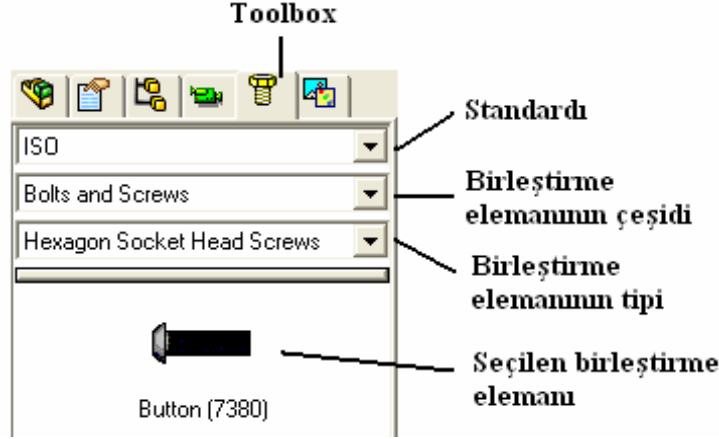 Toolbox
ISO
Standardı
Bolts and Screws
Birleştirme
elemanının çeşidi
Hexagon Socket Head Screws
Birleştirme
elemanının tipi
Seçilen birleştirme
elemanı
Button (7380)